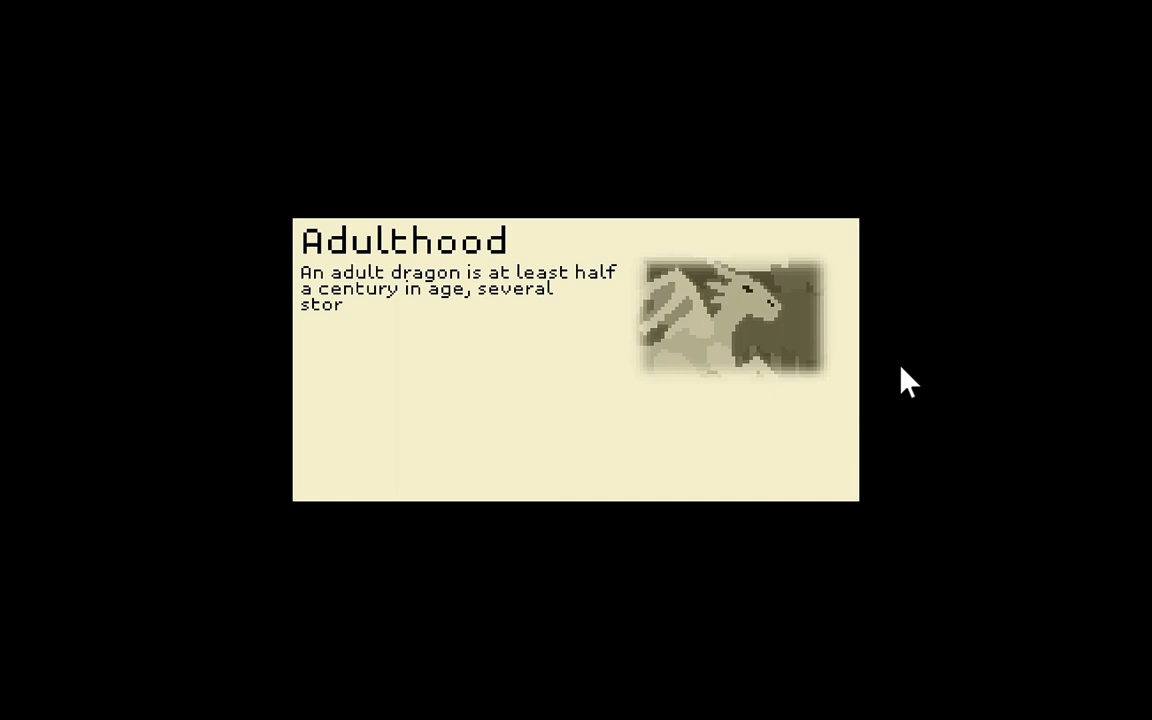 Adulthood
An adult dragon is at least half
a century in age, several
stor